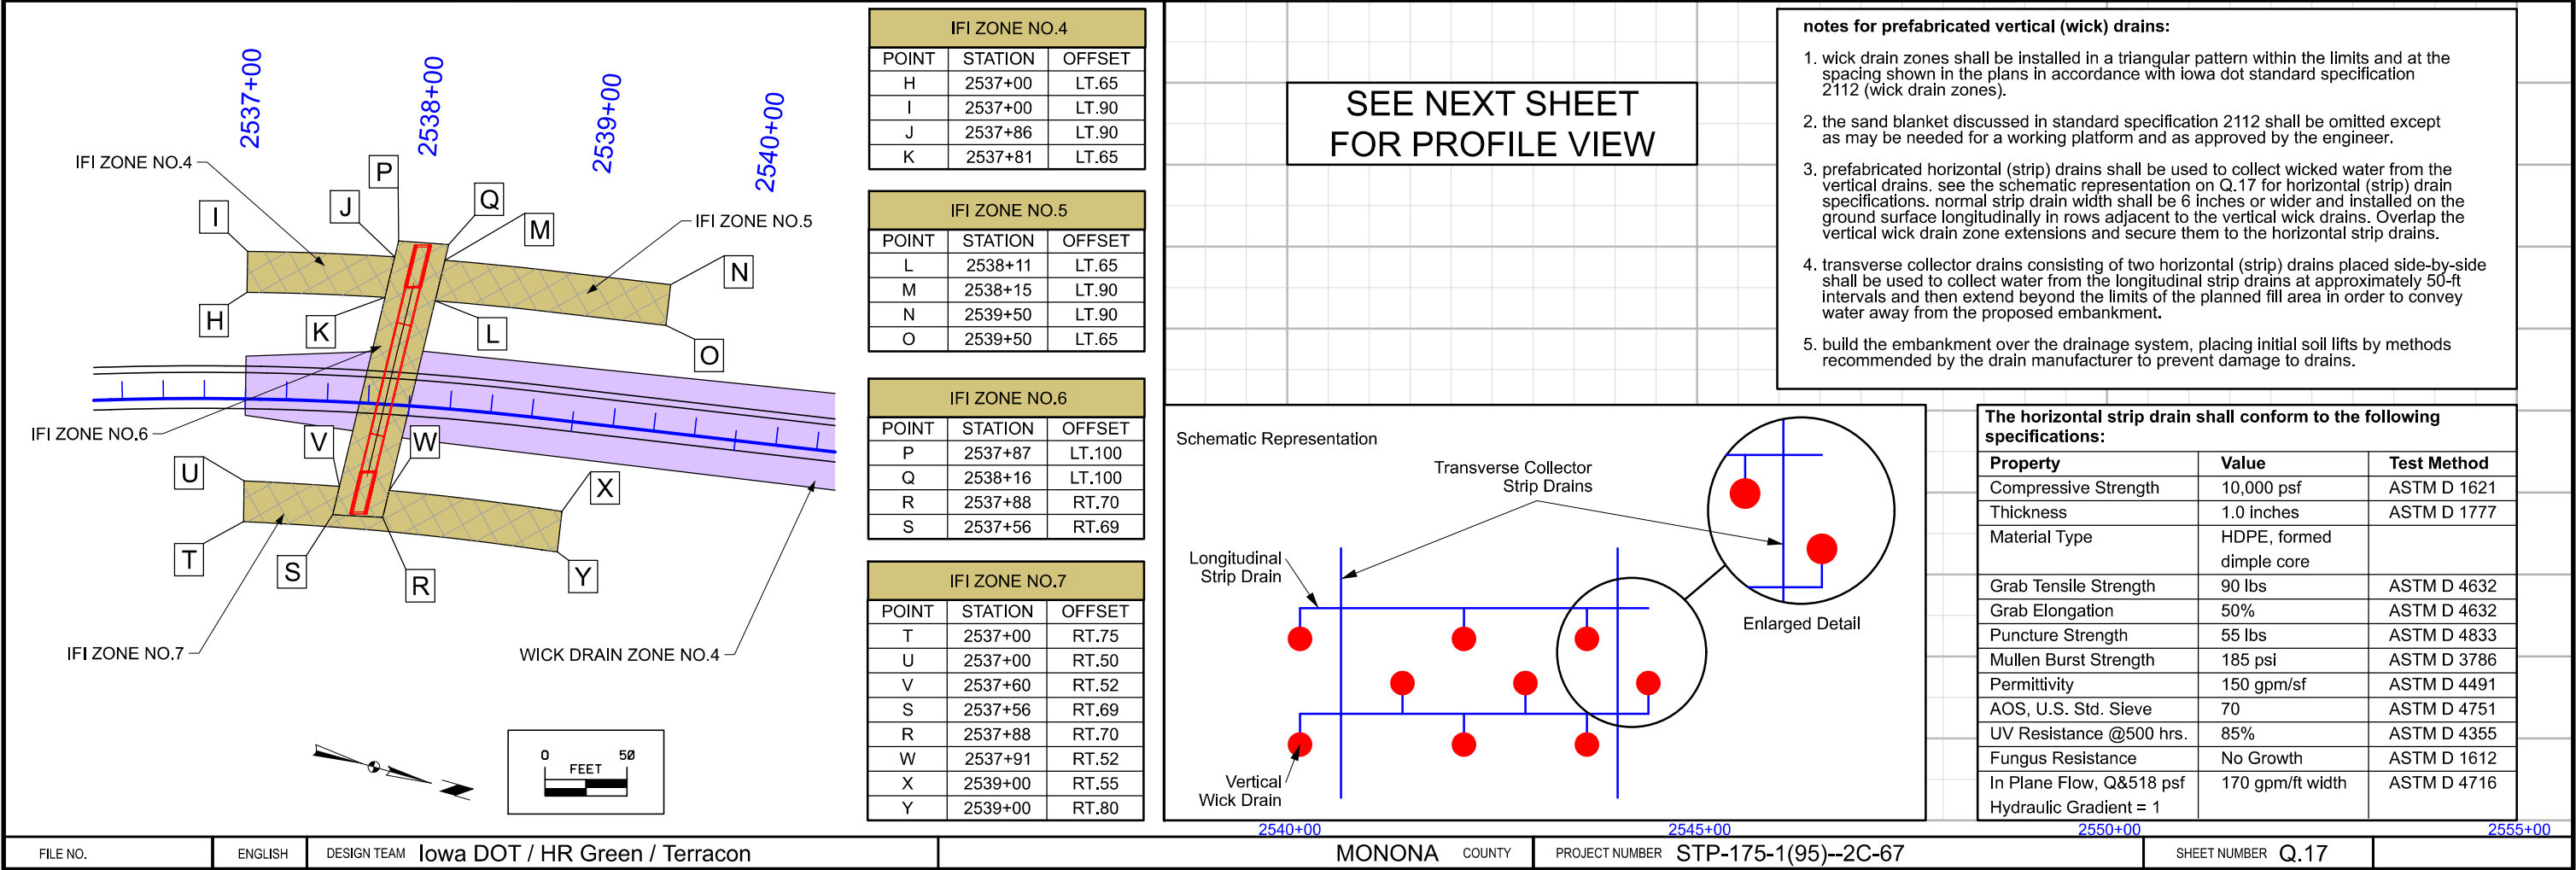 2537+00
2538+00
2539+00
2540+00
IFI ZONE NO.4
P
J
Q
I
M
IFI ZONE NO.5
N
H
K
L
O
IFI ZONE NO.6
V
W
U
X
T
S
R
Y
IFI ZONE NO.7
WICK DRAIN ZONE NO.4
0 50
FEET
IFI ZONE NO.4
POINT STATION OFFSET
H 2537+00 LT.65
I 2537+00 LT.90
J 2537+86 LT.90
K 2537+81 LT.65
IFI ZONE NO.5
POINT STATION OFFSET
L 2538+11 LT.65
M 2538+15 LT.90
N 2539+50 LT.90
O 2539+50 LT.65
IFI ZONE NO.6
POINT STATION OFFSET
P 2537+87 LT.100
Q 2538+16 LT.100
R 2537+88 RT.70
S 2537+56 RT.69
IFI ZONE NO.7
POINT STATION OFFSET
T 2537+00 RT.75
U 2537+00 RT.50
V 2537+60 RT.52
S 2537+56 RT.69
R 2537+88 RT.70
W 2537+91 RT.52
X 2539+00 RT.55
Y 2539+00 RT.80
SEE NEXT SHEET
FOR PROFILE VIEW
notes for prefabricated vertical (wick) drains:
1. wick drain zones shall be installed in a triangular pattern within the limits and at the
spacing shown in the plans in accordance with iowa dot standard specification
2112 (wick drain zones).
2. the sand blanket discussed in standard specification 2112 shall be omitted except
as may be needed for a working platform and as approved by the engineer.
3. prefabricated horizontal (strip) drains shall be used to collect wicked water from the
vertical drains. see the schematic representation on Q.17 for horizontal (strip) drain
specifications. normal strip drain width shall be 6 inches or wider and installed on the
ground surface longitudinally in rows adjacent to the vertical wick drains. Overlap the
vertical wick drain zone extensions and secure them to the horizontal strip drains.
4. transverse collector drains consisting of two horizontal (strip) drains placed side-by-side
shall be used to collect water from the longitudinal strip drains at approximately 50-ft
intervals and then extend beyond the limits of the planned fill area in order to convey
water away from the proposed embankment.
5. build the embankment over the drainage system, placing initial soil lifts by methods
recommended by the drain manufacturer to prevent damage to drains.
Schematic Representation
Transverse Collector
Strip Drains
Longitudinal
Strip Drain
Enlarged Detail
Vertical
Wick Drain
The horizontal strip drain shall conform to the following
specifications:
Property Value Test Method
Compressive Strength 10,000 psf ASTM D 1621
Thickness 1.0 inches ASTM D 1777
Material Type HDPE, formed
dimple core
Grab Tensile Strength 90 lbs ASTM D 4632
Grab Elongation 50% ASTM D 4632
Puncture Strength 55 lbs ASTM D 4833
Mullen Burst Strength 185 psi ASTM D 3786
Permittivity 150 gpm/sf ASTM D 4491
AOS, U.S. Std. Sieve 70 ASTM D 4751
UV Resistance @500 hrs. 85% ASTM D 4355
Fungus Resistance No Growth ASTM D 1612
In Plane Flow, Q&518 psf 170 gpm/ft width ASTM D 4716
Hydraulic Gradient = 1
2540+00 2545+00 2550+00 2555+00
FILE NO. ENGLISH DESIGN TEAM Iowa DOT / HR Green / Terracon MONONA COUNTY PROJECT NUMBER STP-175-1(95)--2C-67 SHEET NUMBER Q.17